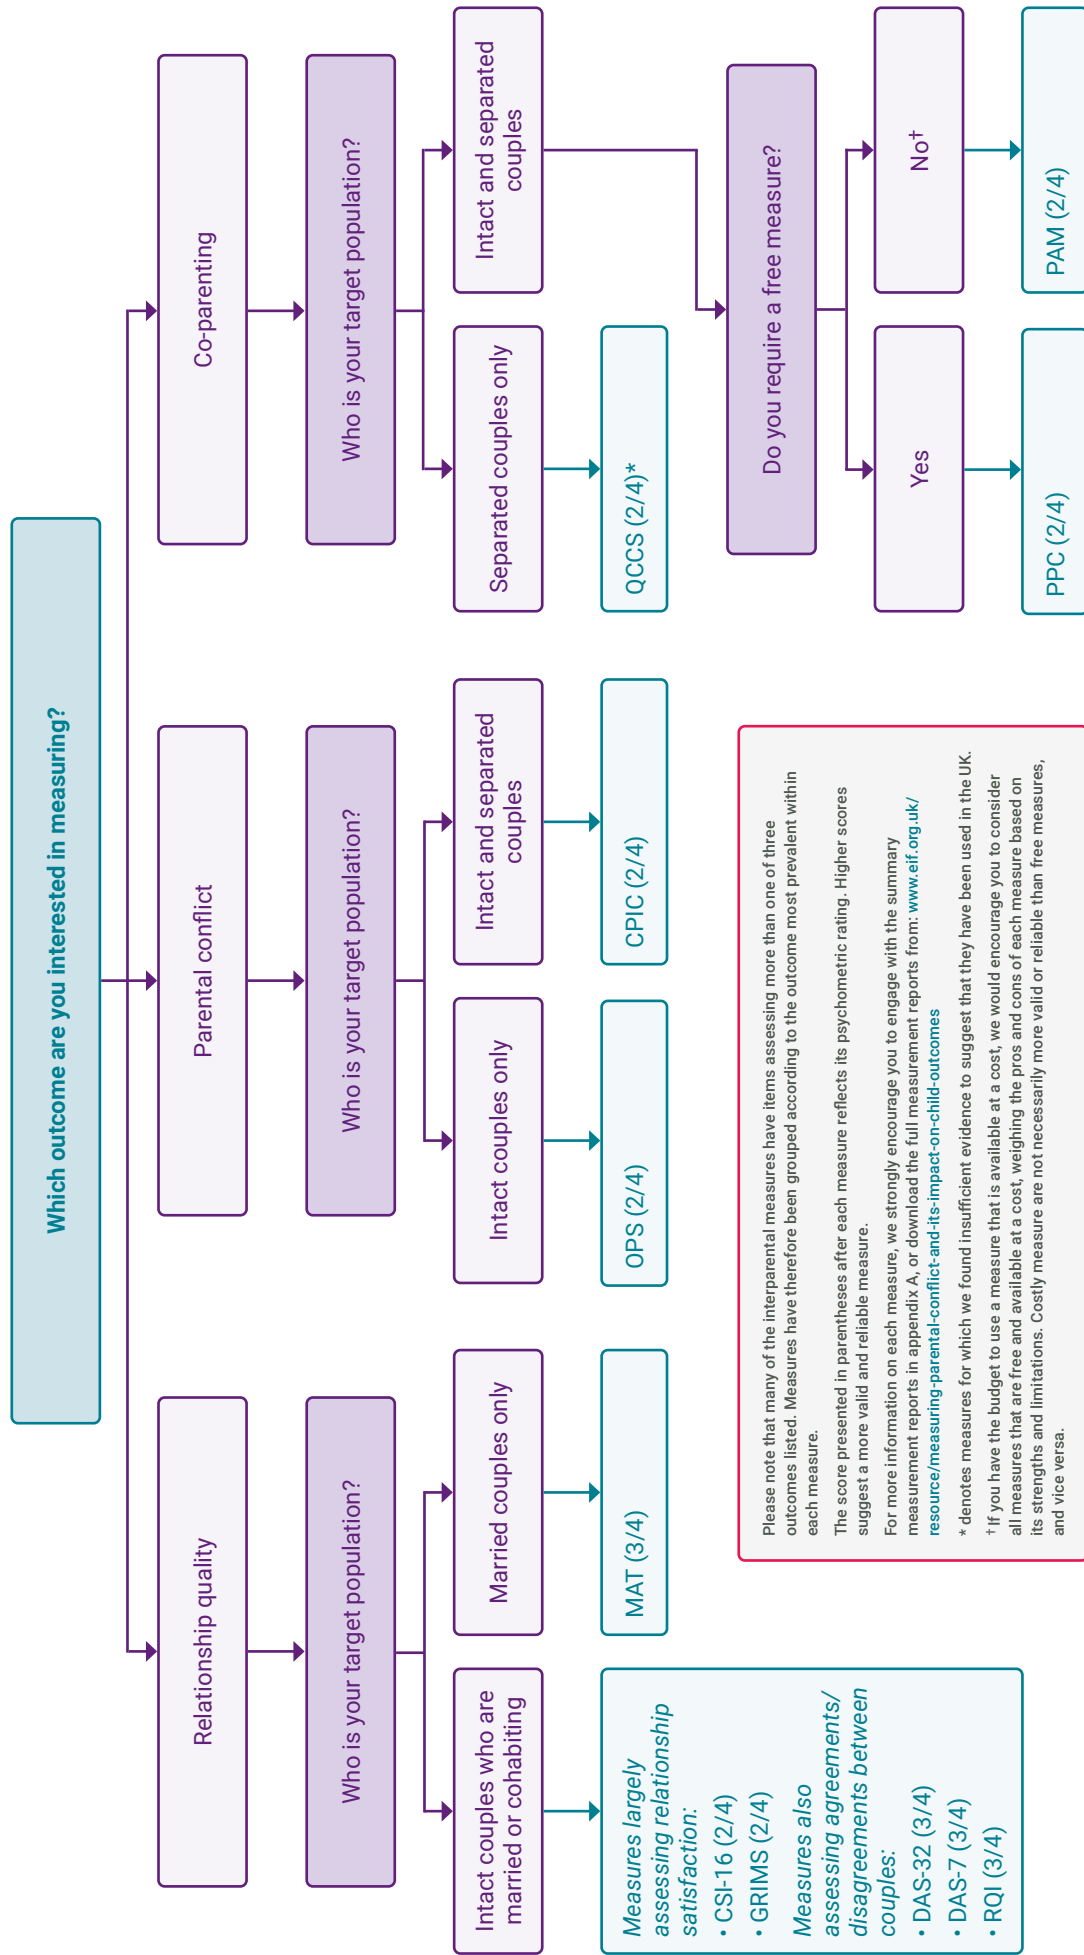 Which outcome are you interested in measuring?
Relationship quality
Who is your target population?
Intact couples who are
married or cohabiting
Measures largely
assessing relationship
satisfaction:
• CSI-16 (2/4)
• GRIMS (2/4)
Measures also
assessing agreements/
disagreements between
couples:
• DAS-32 (3/4)
• DAS-7 (3/4)
• RQI (3/4)
Married couples only
MAT (3/4)
Parental conflict
Who is your target population?
Intact couples only
OPS (2/4)
Intact and separated
couples
CPIC (2/4)
Co-parenting
Who is your target population?
Separated couples only
QCCS (2/4)*
Intact and separated
couples
Do you require a free measure?
Yes
PPC (2/4)
No†
PAM (2/4)
Please note that many of the interparental measures have items assessing more than one of three
outcomes listed. Measures have therefore been grouped according to the outcome most prevalent within
each measure.
The score presented in parentheses after each measure reflects its psychometric rating. Higher scores
suggest a more valid and reliable measure.
For more information on each measure, we strongly encourage you to engage with the summary
measurement reports in appendix A, or download the full measurement reports from: www.eif.org.uk/
resource/measuring-parental-conflict-and-its-impact-on-child-outcomes
* denotes measures for which we found insufficient evidence to suggest that they have been used in the UK.
† If you have the budget to use a measure that is available at a cost, we would encourage you to consider
all measures that are free and available at a cost, weighing the pros and cons of each measure based on
its strengths and limitations. Costly measure are not necessarily more valid or reliable than free measures,
and vice versa.